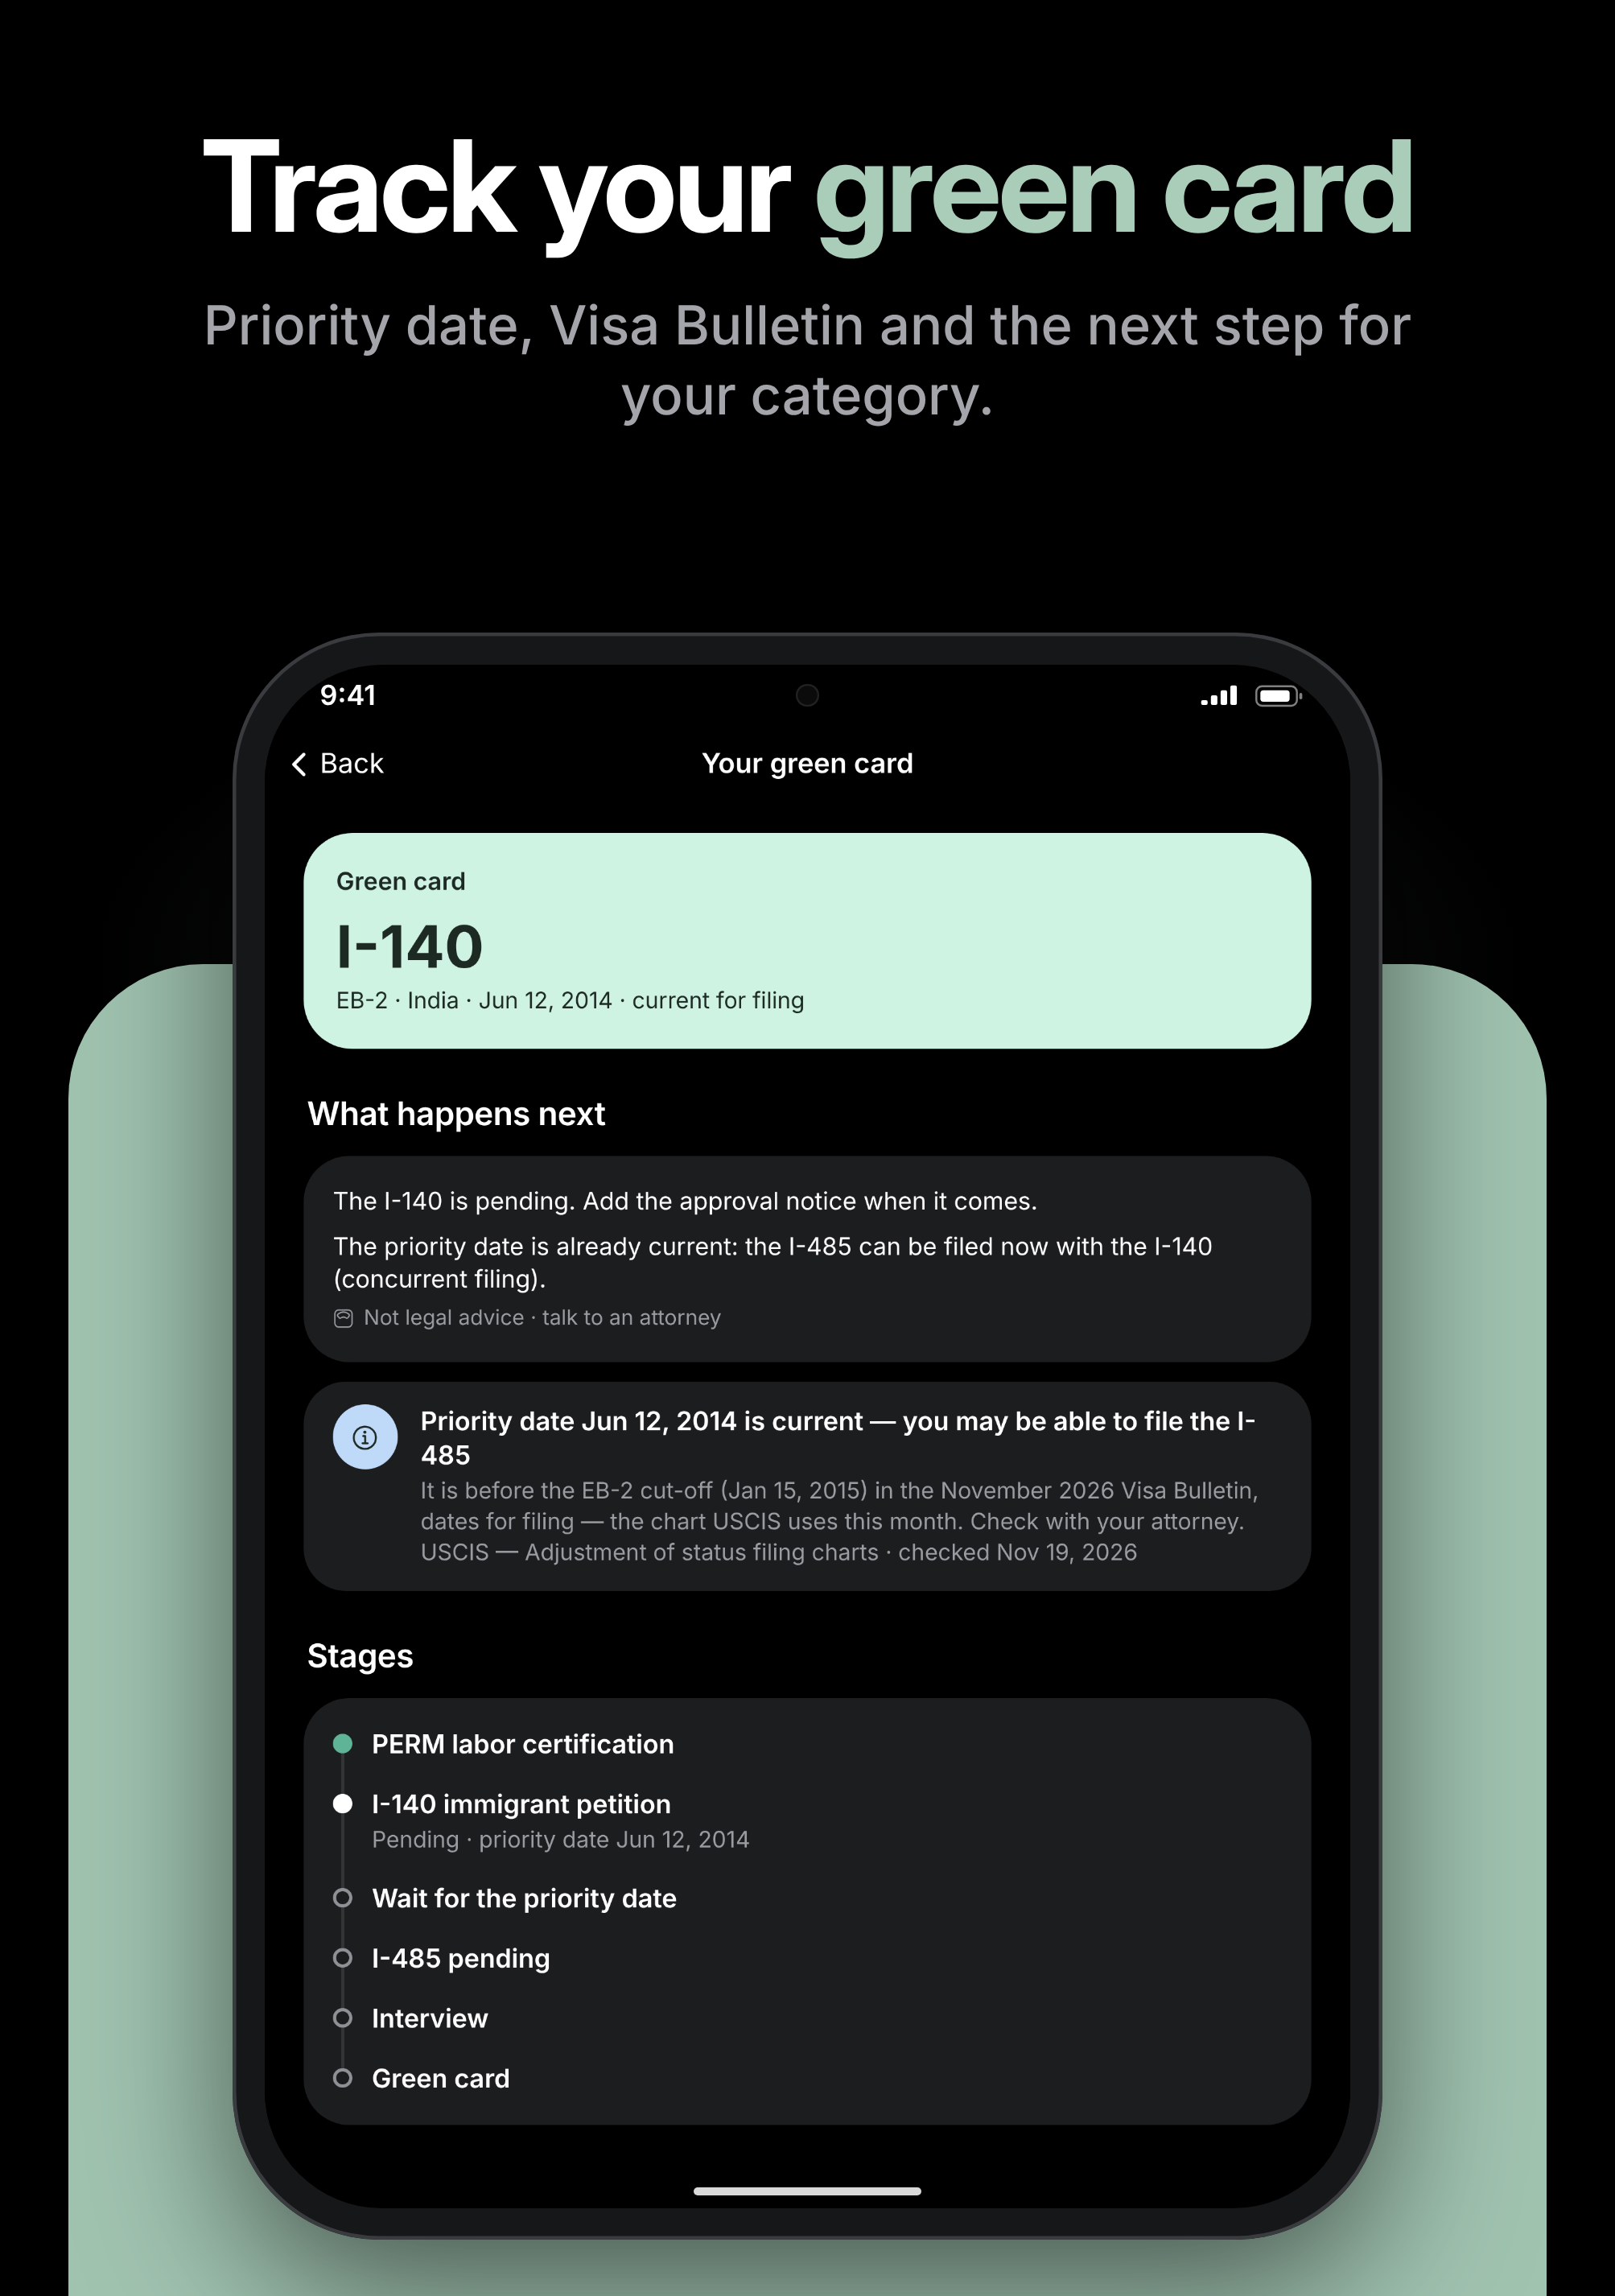 Track your green card
Priority date, Visa Bulletin and the next step for
your category.
9:41
Back
Your green card
Green card
I-140
EB-2 · India · Jun 12, 2014 · current for filing
What happens next
The I-140 is pending. Add the approval notice when it comes.
The priority date is already current: the I-485 can be filed now with the I-140
(concurrent filing).
Not legal advice · talk to an attorney
Priority date Jun 12, 2014 is current — you may be able to file the I-
485
It is before the EB-2 cut-off (Jan 15, 2015) in the November 2026 Visa Bulletin,
dates for filing — the chart USCIS uses this month. Check with your attorney.
USCIS — Adjustment of status filing charts · checked Nov 19, 2026
Stages
PERM labor certification
I-140 immigrant petition
Pending · priority date Jun 12, 2014
Wait for the priority date
I-485 pending
Interview
Green card